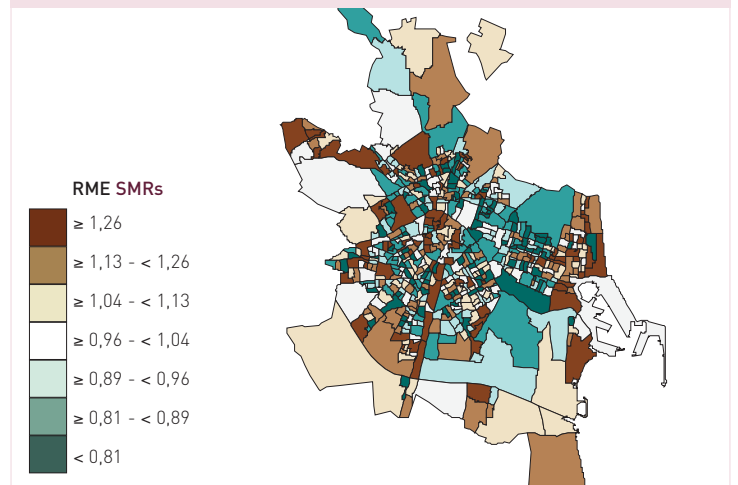 RME SMRs
≥ 1,26
≥ 1,13 - < 1,26
≥ 1,04 - < 1,13
≥ 0,96 - < 1,04
≥ 0,89 - < 0,96
≥ 0,81 - < 0,89
< 0,81